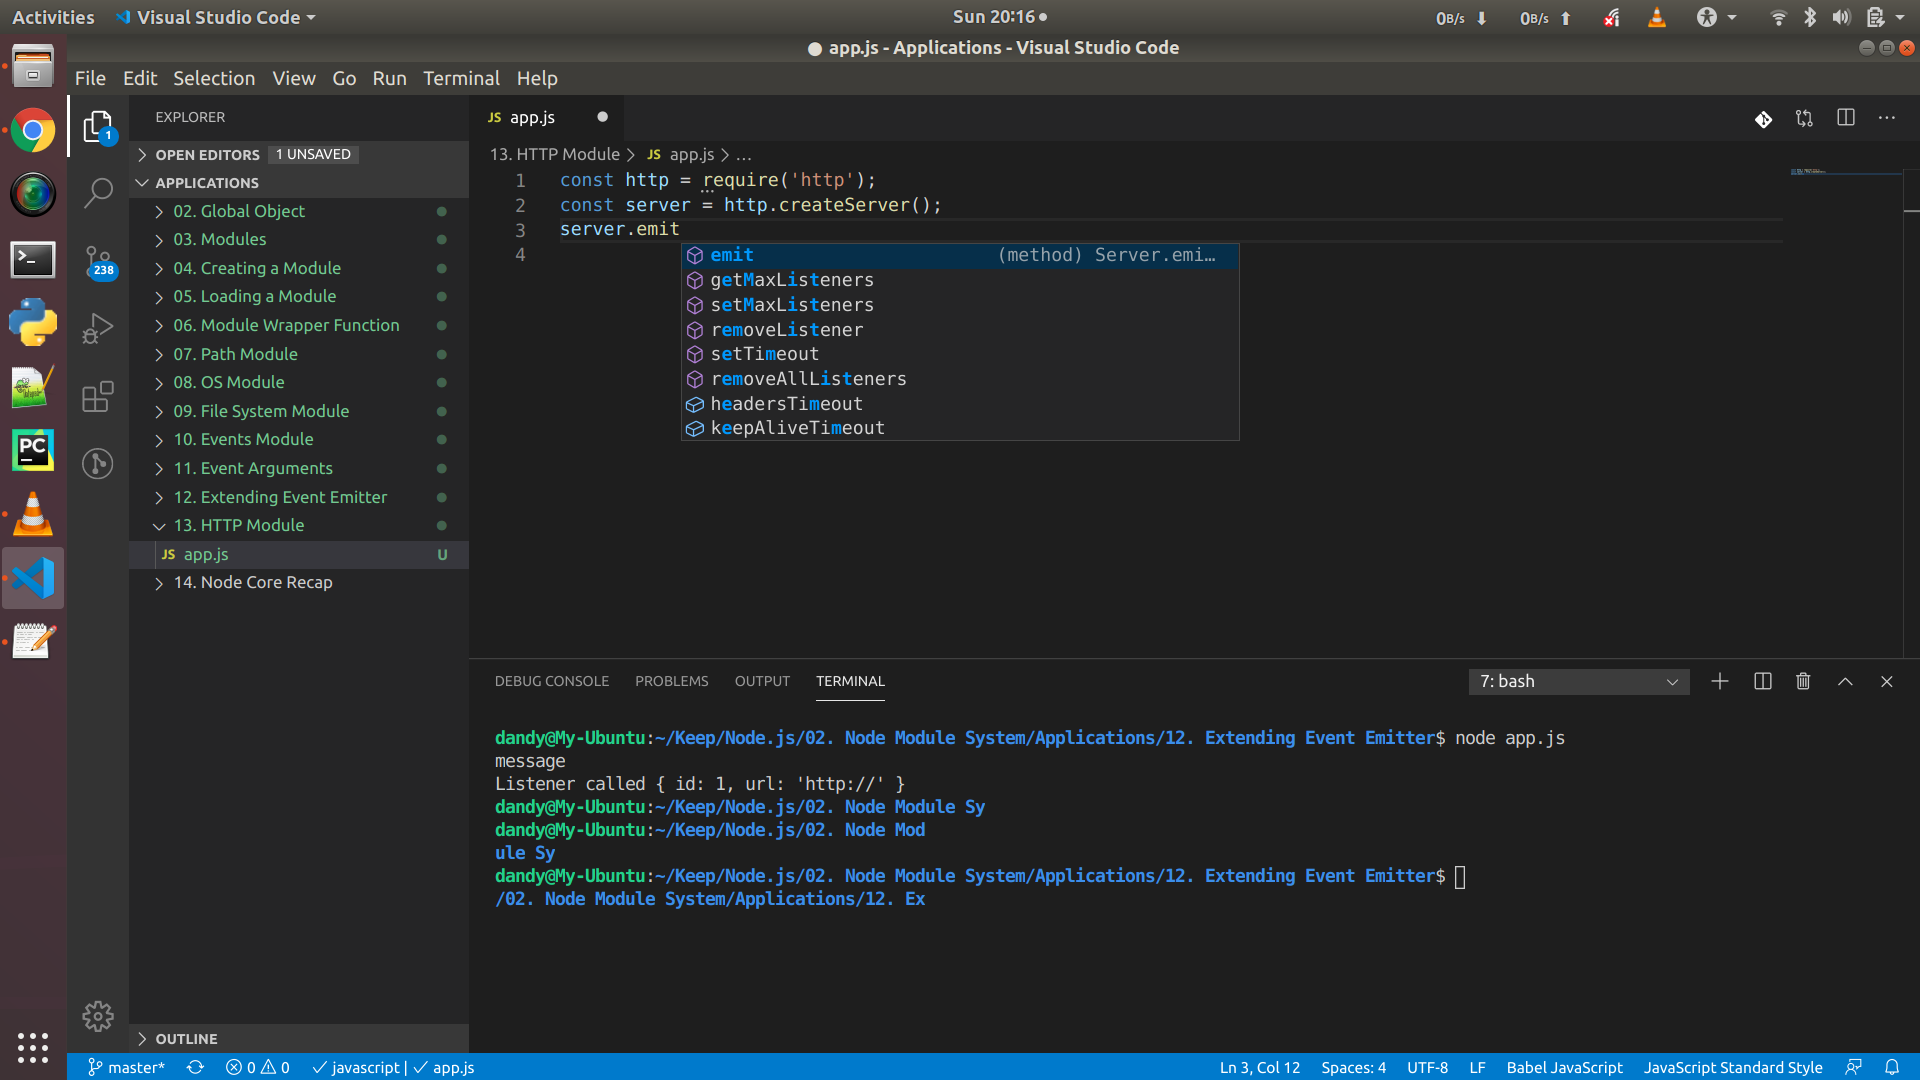 Activities Visual Studio Code Sun 20:16 0B/s 0B/s
app.js - Applications - Visual Studio Code
File Edit Selection View Go Run Terminal Help
EXPLORER
1
238
OPEN EDITORS 1 UNSAVED
APPLICATIONS
02. Global Object
03. Modules
04. Creating a Module
05. Loading a Module
06. Module Wrapper Function
07. Path Module
08. OS Module
09. File System Module
10. Events Module
11. Event Arguments
12. Extending Event Emitter
13. HTTP Module
JS app.js U
14. Node Core Recap
OUTLINE
JS app.js
13. HTTP Module > JS app.js > ...
1 const http = require('http');
2 const server = http.createServer();
3 server.emit
4
emit (method) Server.emi...
getMaxListeners
setMaxListeners
removeListener
setTimeout
removeAllListeners
headersTimeout
keepAliveTimeout
DEBUG CONSOLE PROBLEMS OUTPUT TERMINAL 7: bash
dandy@My-Ubuntu:~/Keep/Node.js/02. Node Module System/Applications/12. Extending Event Emitter$ node app.js
message
Listener called { id: 1, url: 'http://' }
dandy@My-Ubuntu:~/Keep/Node.js/02. Node Module Sy
dandy@My-Ubuntu:~/Keep/Node.js/02. Node Mod
ule Sy
dandy@My-Ubuntu:~/Keep/Node.js/02. Node Module System/Applications/12. Extending Event Emitter$
/02. Node Module System/Applications/12. Ex
PC
master* 0 0 javascript | app.js Ln 3, Col 12 Spaces: 4 UTF-8 LF Babel JavaScript JavaScript Standard Style